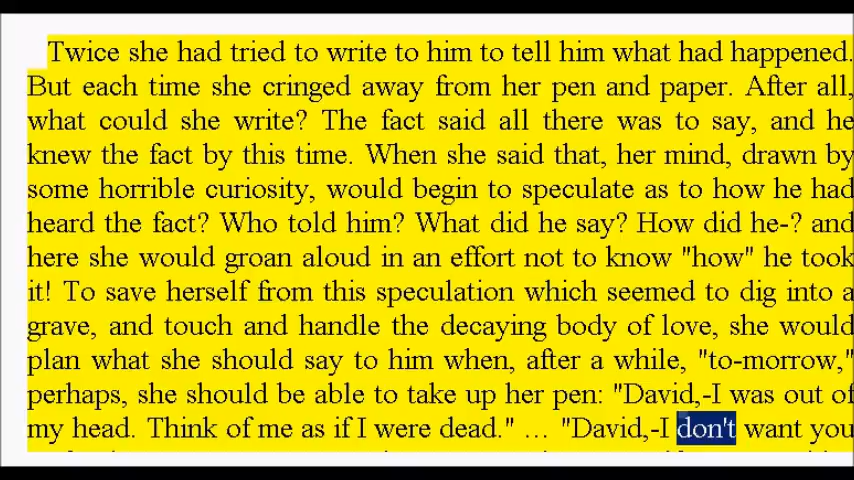 Twice she had tried to write to him to tell him what had happened.
But each time she cringed away from her pen and paper. After all,
what could she write? The fact said all there was to say, and he
knew the fact by this time. When she said that, her mind, drawn by
some horrible curiosity, would begin to speculate as to how he had
heard the fact? Who told him? What did he say? How did he-? and
here she would groan aloud in an effort not to know "how" he took
it! To save herself from this speculation which seemed to dig into a
grave, and touch and handle the decaying body of love, she would
plan what she should say to him when, after a while, "to-morrow,"
perhaps, she should be able to take up her pen: "David,-I was out of
my head. Think of me as if I were dead." ... "David,-I don't want you